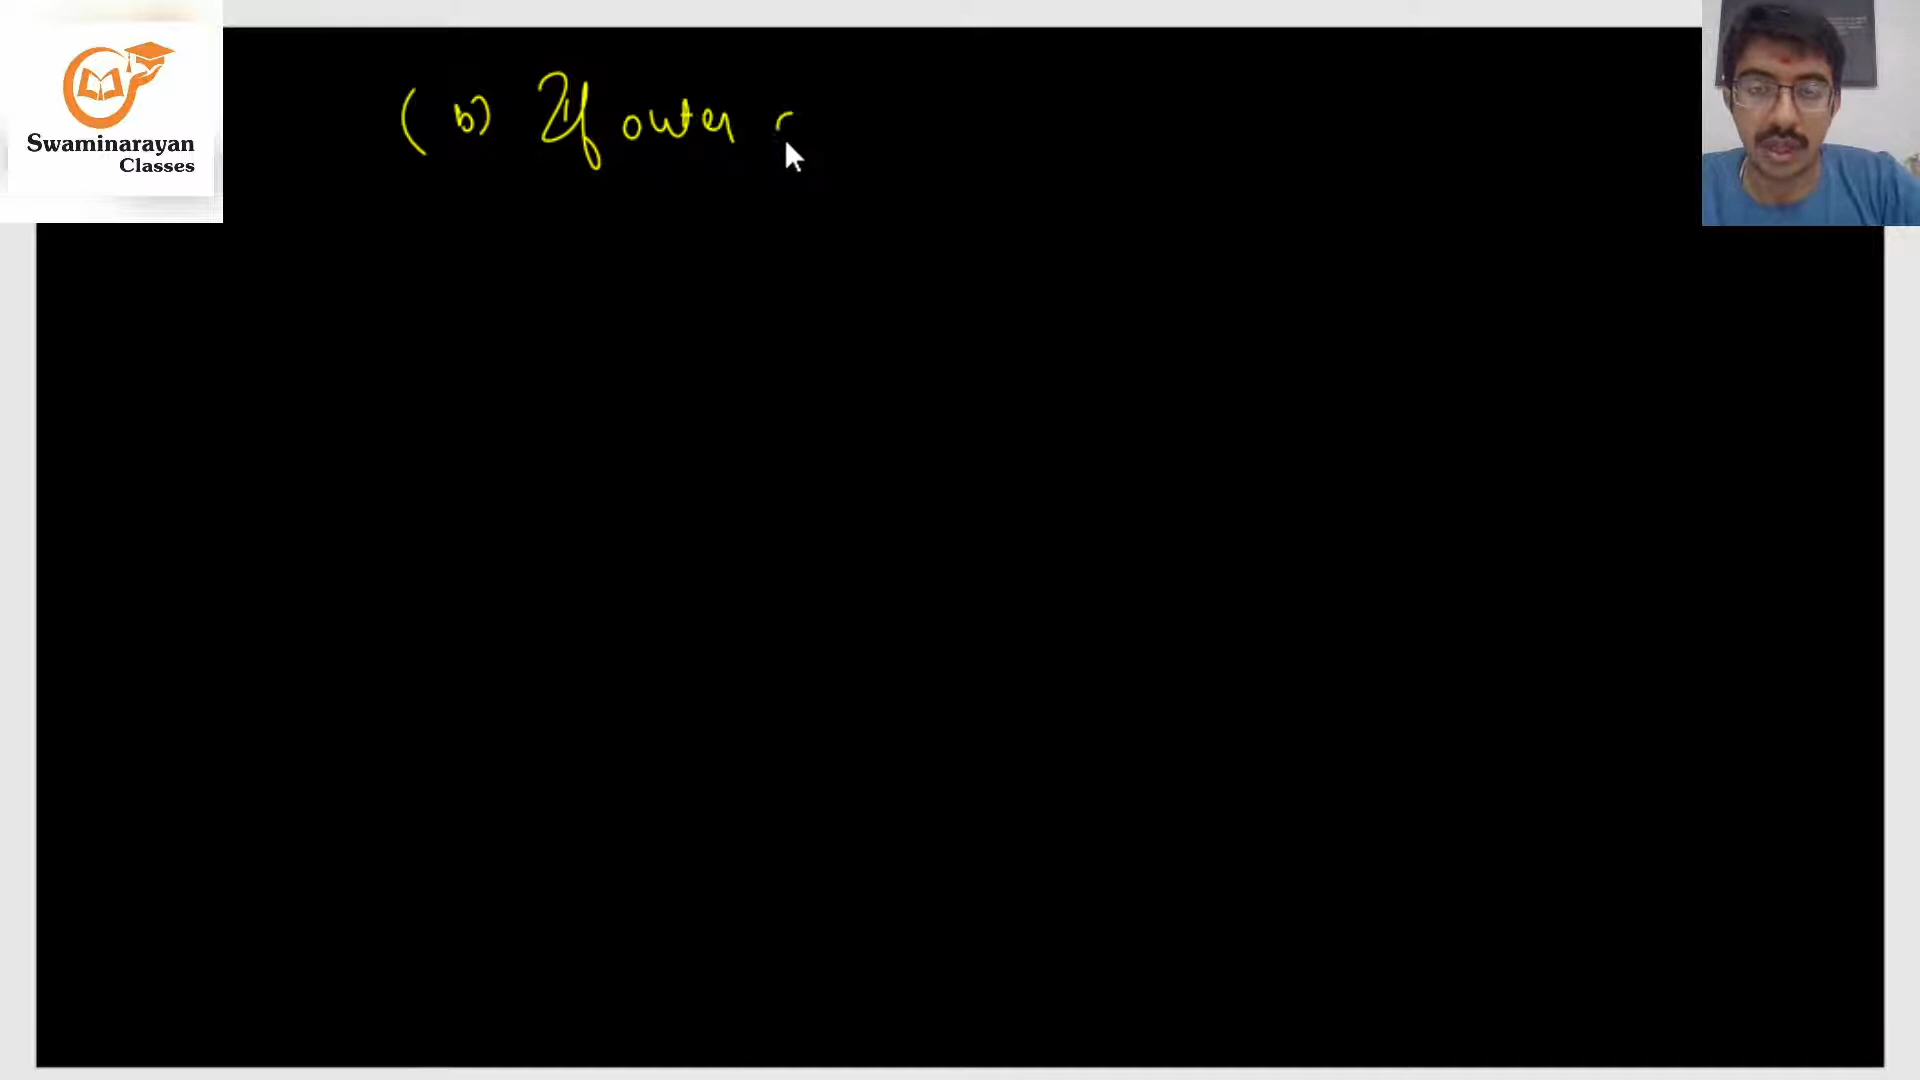 Swaminarayan
Classes
(b) If outer